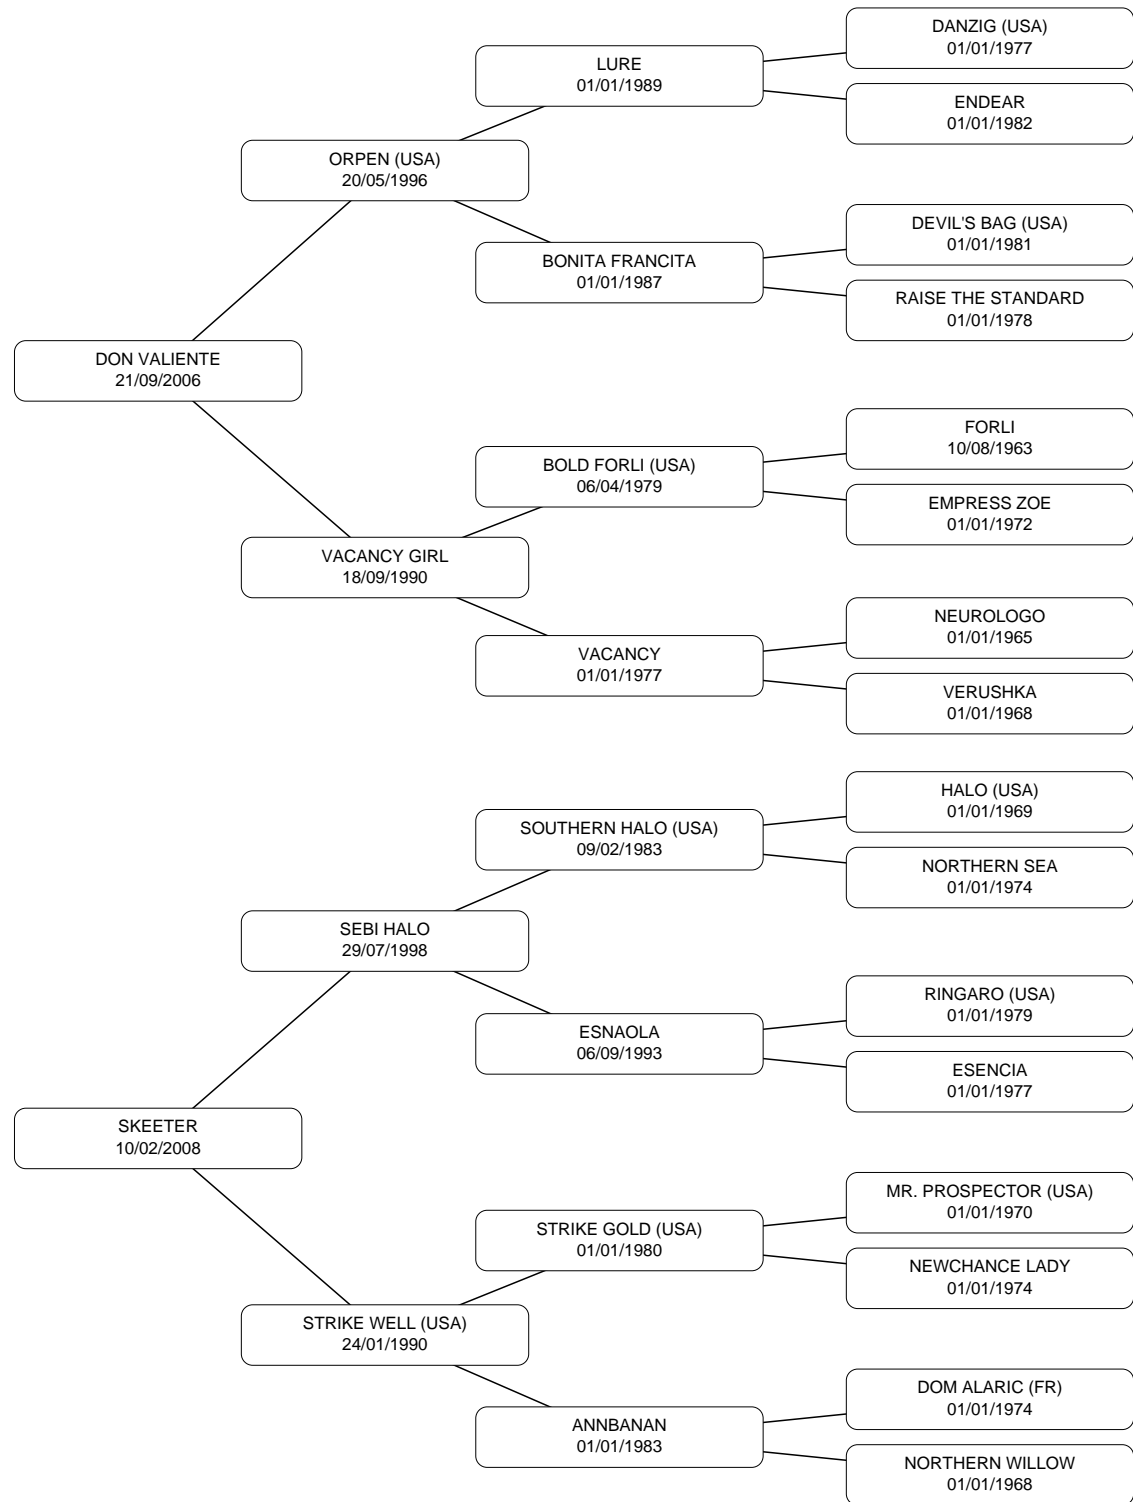 DANZIG (USA)
01/01/1977
LURE
01/01/1989
ENDEAR
01/01/1982
ORPEN (USA)
20/05/1996
DEVIL'S BAG (USA)
01/01/1981
BONITA FRANCITA
01/01/1987
RAISE THE STANDARD
01/01/1978
DON VALIENTE
21/09/2006
FORLI
10/08/1963
BOLD FORLI (USA)
06/04/1979
EMPRESS ZOE
01/01/1972
VACANCY GIRL
18/09/1990
NEUROLOGO
01/01/1965
VACANCY
01/01/1977
VERUSHKA
01/01/1968
HALO (USA)
01/01/1969
SOUTHERN HALO (USA)
09/02/1983
NORTHERN SEA
01/01/1974
SEBI HALO
29/07/1998
RINGARO (USA)
01/01/1979
ESNAOLA
06/09/1993
ESENCIA
01/01/1977
SKEETER
10/02/2008
MR. PROSPECTOR (USA)
01/01/1970
STRIKE GOLD (USA)
01/01/1980
NEWCHANCE LADY
01/01/1974
STRIKE WELL (USA)
24/01/1990
DOM ALARIC (FR)
01/01/1974
ANNBANAN
01/01/1983
NORTHERN WILLOW
01/01/1968